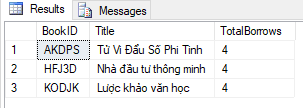 Results Messages
BookID Title TotalBorrows
1 AKDPS Tử Vi Đẩu Số Phi Tinh 4
2 HFJ3D Nhà đầu tư thông minh 4
3 KODJK Lược khảo văn học 4